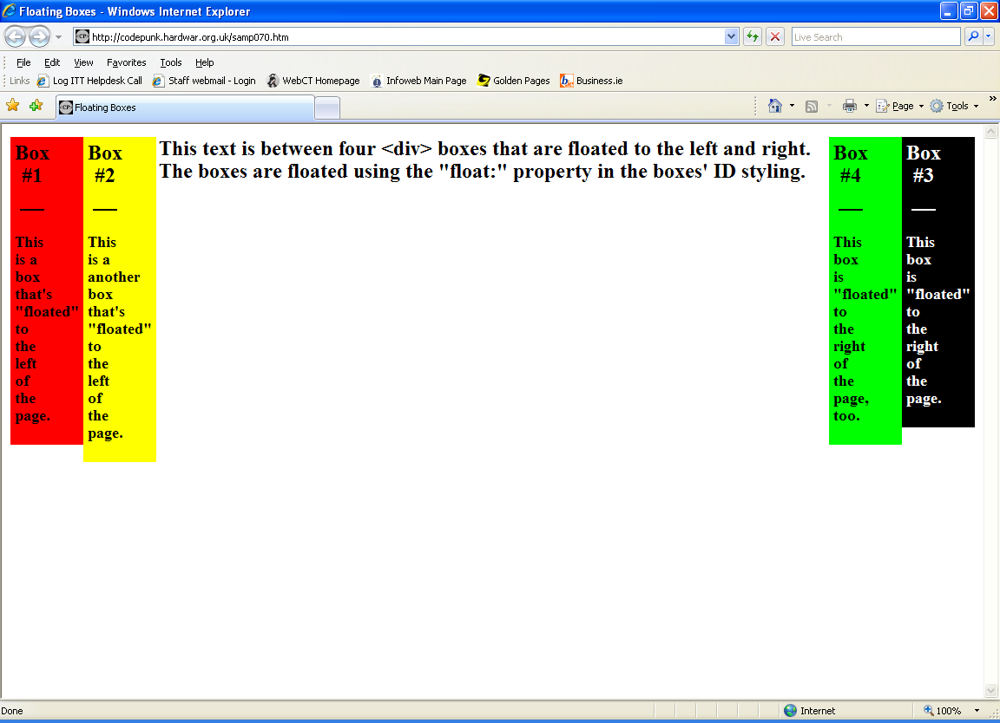 Floating Boxes - Windows Internet Explorer
<CP> http://codepunk.hardwar.org.uk/samp070.htm
Live Search
File Edit View Favorites Tools Help
Links Log ITT Helpdesk Call Staff webmail - Login WebCT Homepage Infoweb Main Page Golden Pages Business.ie
<CP> Floating Boxes
Page Tools »
Box
#1
This
is a
box
that's
"floated"
to
the
left
of
the
page.
Box
#2
This
is a
another
box
that's
"floated"
to
the
left
of
the
page.
This text is between four <div> boxes that are floated to the left and right.
The boxes are floated using the "float:" property in the boxes' ID styling.
Box
#4
This
box
is
"floated"
to
the
right
of
the
page,
too.
Box
#3
This
box
is
"floated"
to
the
right
of
the
page.
Done
Internet
100%